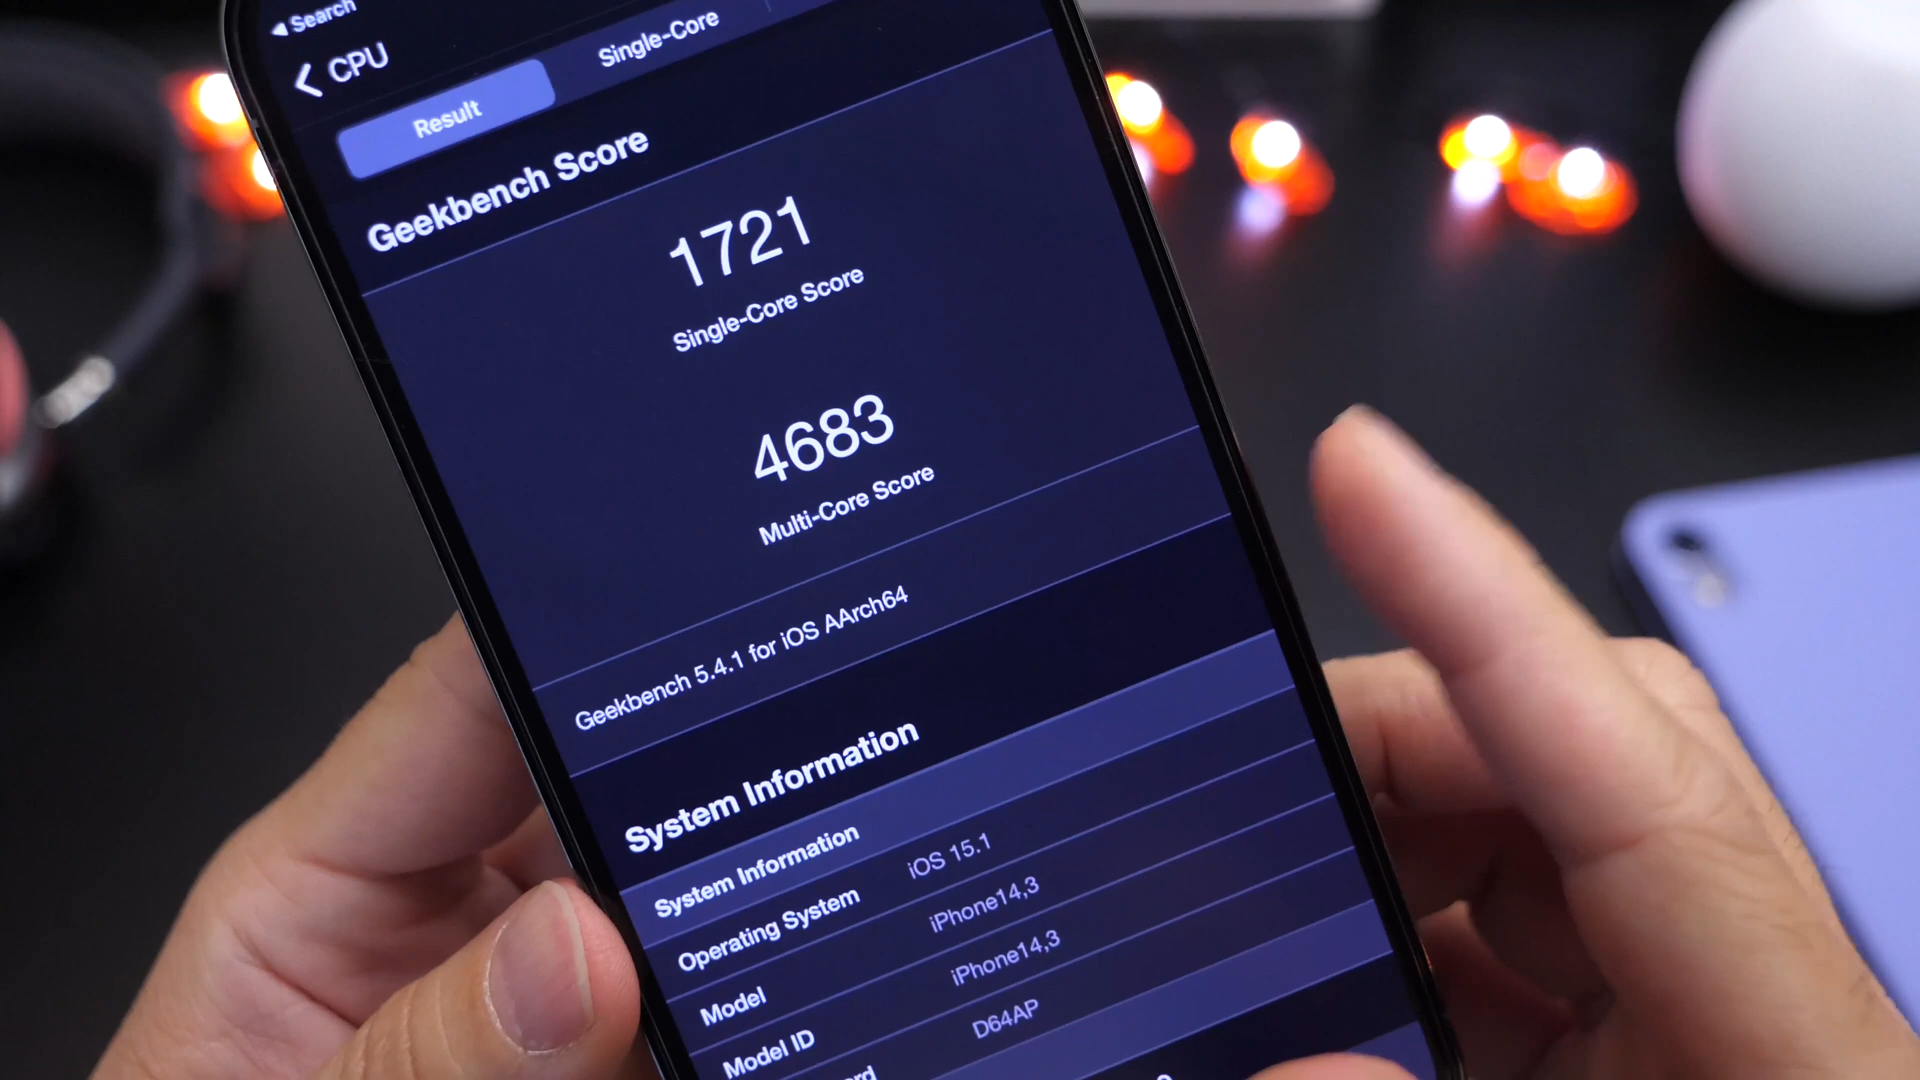 ◀ Search
CPU
Result
Single-Core
Geekbench Score
1721
Single-Core Score
4683
Multi-Core Score
Geekbench 5.4.1 for iOS AArch64
System Information
System Information
Operating System
iOS 15.1
Model
iPhone14,3
Model ID
iPhone14,3
D64AP